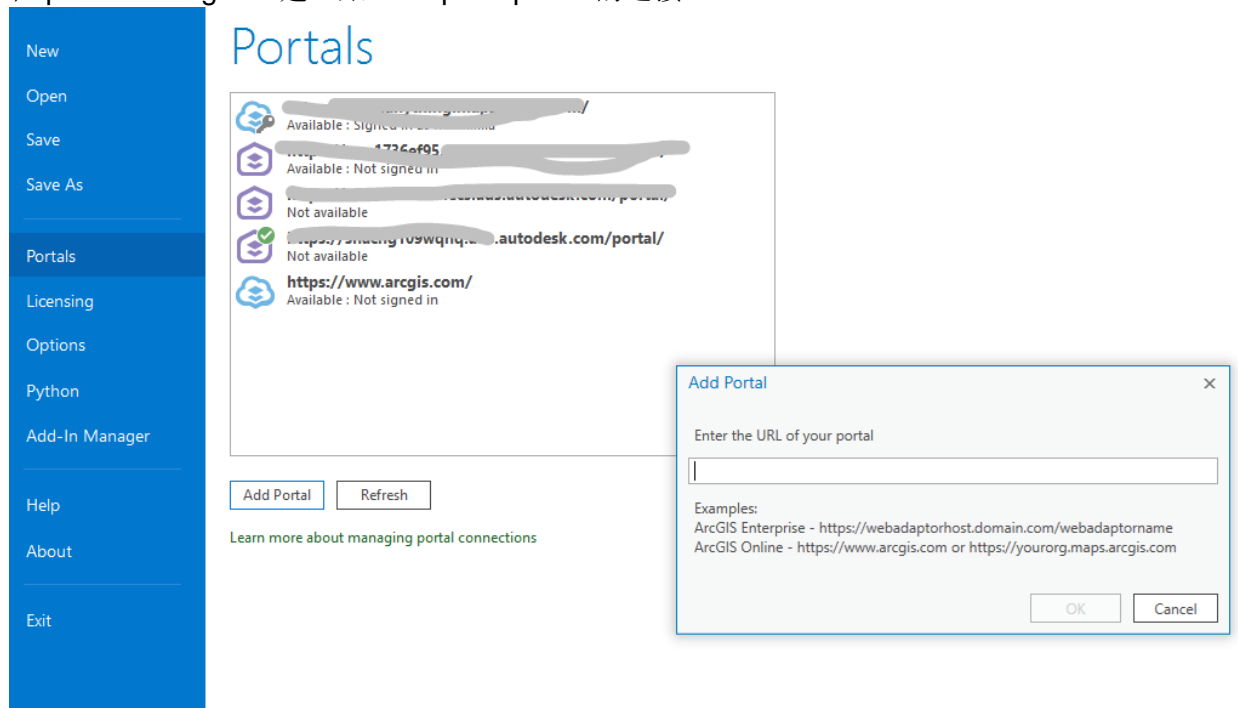 New
Open
Save
Save As
Portals
Licensing
Options
Python
Add-In Manager
Help
About
Exit
Portals
Available :
1736ef95
Available : Not signed in
Not available
.autodesk.com/portal/
Not available
https://www.arcgis.com/
Available : Not signed in
Add Portal
Refresh
Learn more about managing portal connections
Add Portal
Enter the URL of your portal
Examples:
ArcGIS Enterprise - https://webadaptorhost.domain.com/webadaptorname
ArcGIS Online - https://www.arcgis.com or https://yourorg.maps.arcgis.com
OK
Cancel